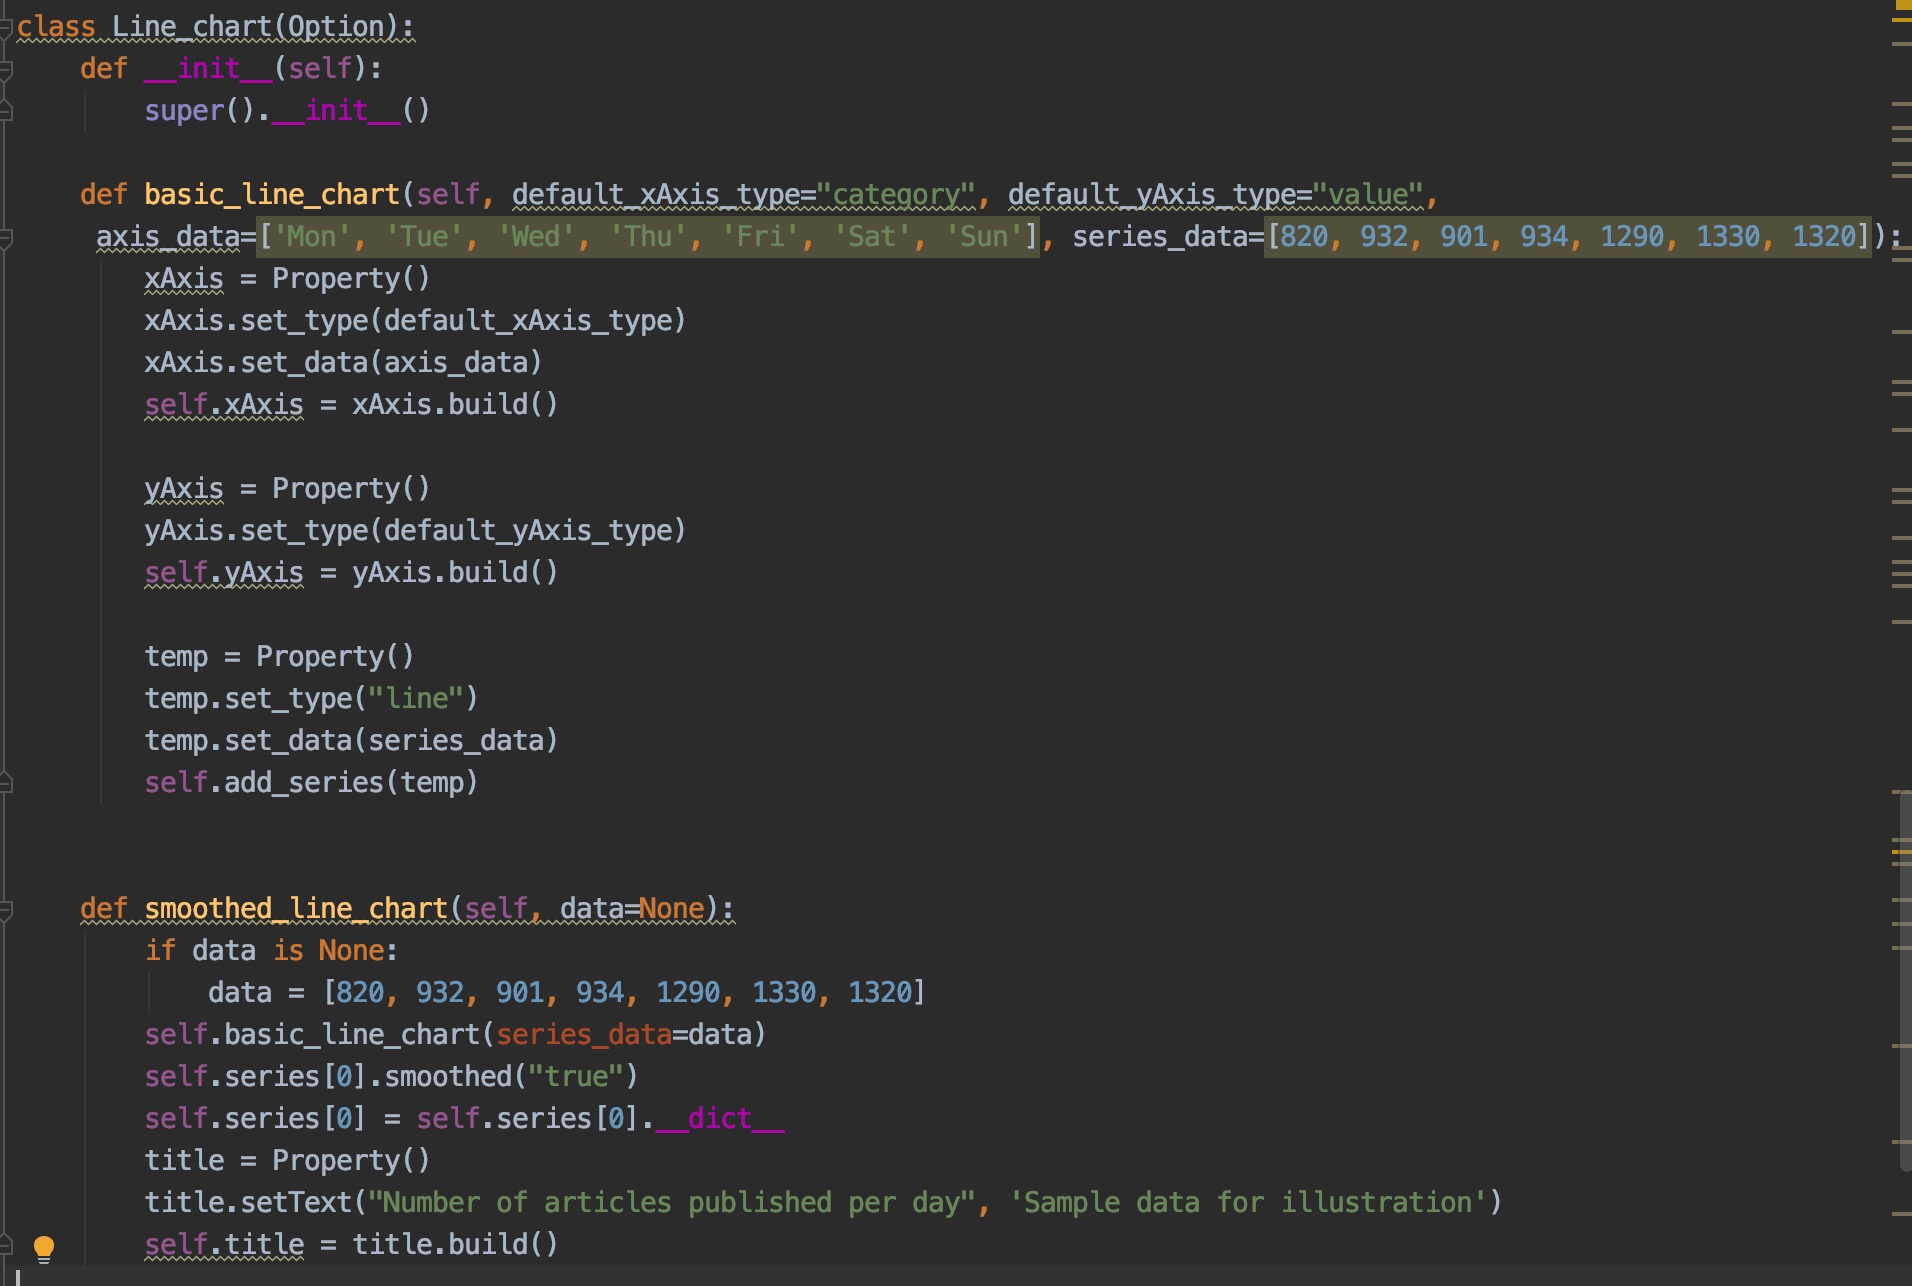 class Line_chart(Option):
    def __init__(self):
        super().__init__()
    def basic_line_chart(self, default_xAxis_type="category", default_yAxis_type="value",
     axis_data=['Mon', 'Tue', 'Wed', 'Thu', 'Fri', 'Sat', 'Sun'], series_data=[820, 932, 901, 934, 1290, 1330, 1320]):
        xAxis = Property()
        xAxis.set_type(default_xAxis_type)
        xAxis.set_data(axis_data)
        self.xAxis = xAxis.build()
        yAxis = Property()
        yAxis.set_type(default_yAxis_type)
        self.yAxis = yAxis.build()
        temp = Property()
        temp.set_type("line")
        temp.set_data(series_data)
        self.add_series(temp)
    def smoothed_line_chart(self, data=None):
        if data is None:
            data = [820, 932, 901, 934, 1290, 1330, 1320]
        self.basic_line_chart(series_data=data)
        self.series[0].smoothed("true")
        self.series[0] = self.series[0].__dict__
        title = Property()
        title.setText("Number of articles published per day", 'Sample data for illustration')
        self.title = title.build()